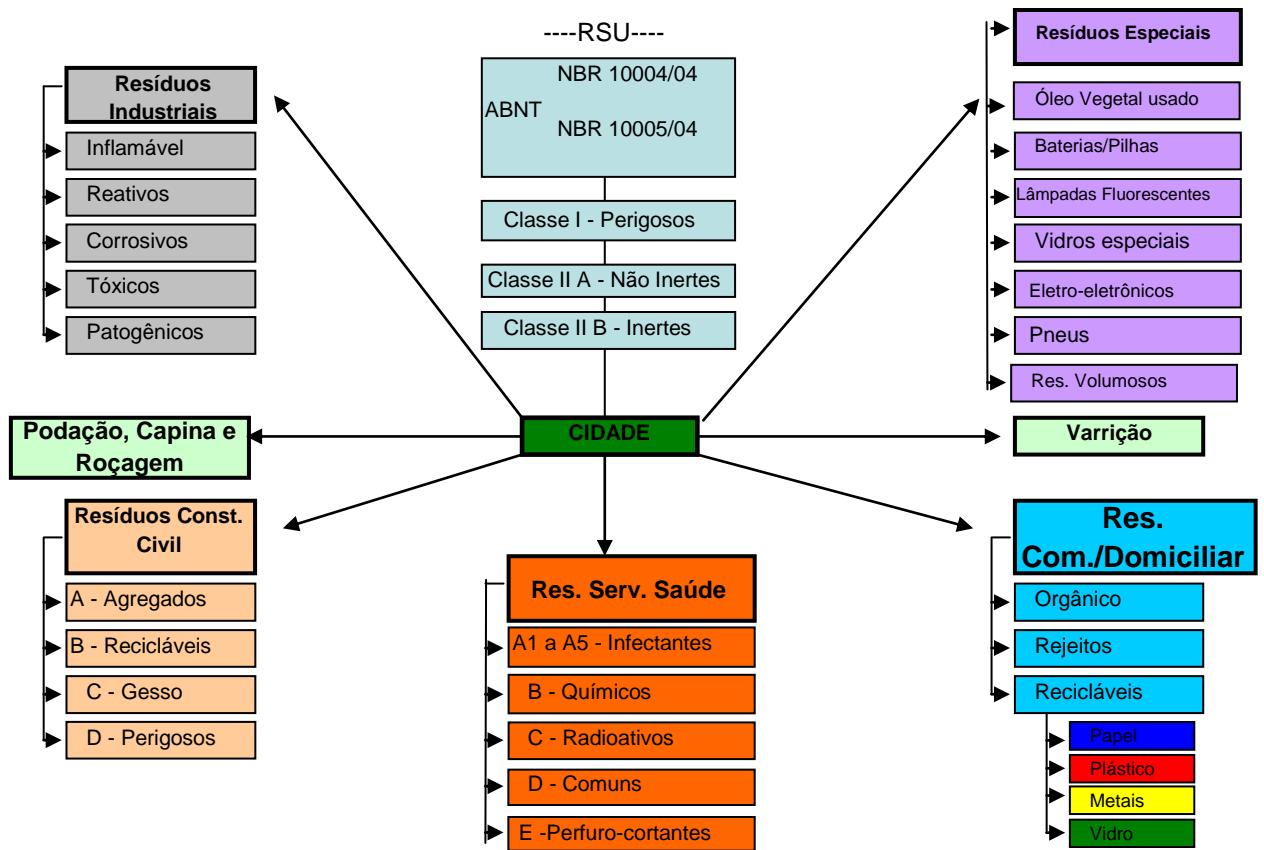 ----RSU----
ABNT
NBR 10004/04
NBR 10005/04
Classe I - Perigosos
Classe II A - Não Inertes
Classe II B - Inertes
CIDADE
Resíduos
Industriais
Inflamável
Reativos
Corrosivos
Tóxicos
Patogênicos
Resíduos Especiais
Óleo Vegetal usado
Baterias/Pilhas
Lâmpadas Fluorescentes
Vidros especiais
Eletro-eletrônicos
Pneus
Res. Volumosos
Podação, Capina e
Roçagem
Varrição
Resíduos Const.
Civil
A - Agregados
B - Recicláveis
C - Gesso
D - Perigosos
Res. Serv. Saúde
A1 a A5 - Infectantes
B - Químicos
C - Radioativos
D - Comuns
E -Perfuro-cortantes
Res.
Com./Domiciliar
Orgânico
Rejeitos
Recicláveis
Papel
Plástico
Metais
Vidro